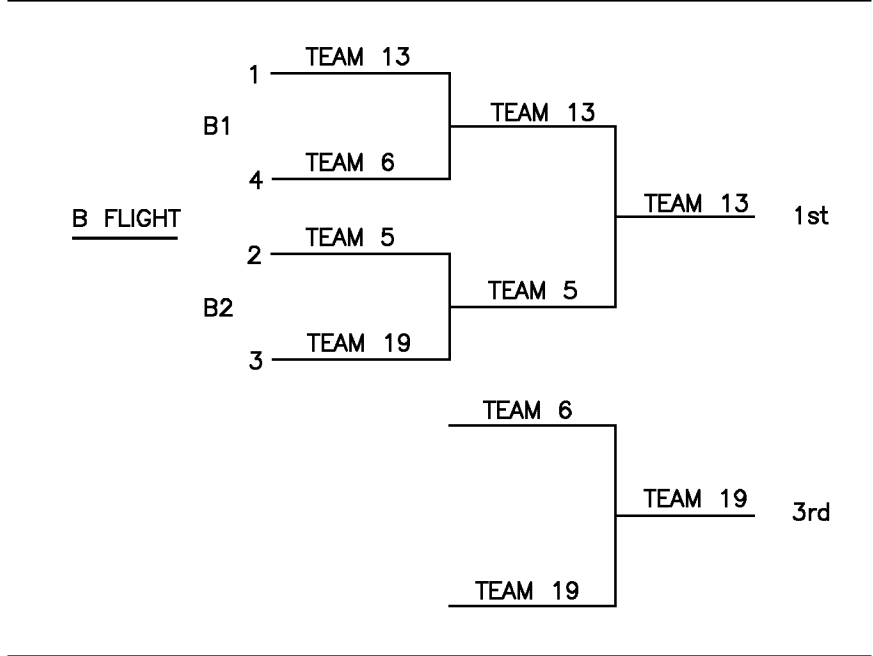 TEAM 13
1
TEAM 13
B1
TEAM 6
4
TEAM 13
1st
B FLIGHT
TEAM 5
2
TEAM 5
B2
TEAM 19
3
TEAM 6
TEAM 19
3rd
TEAM 19